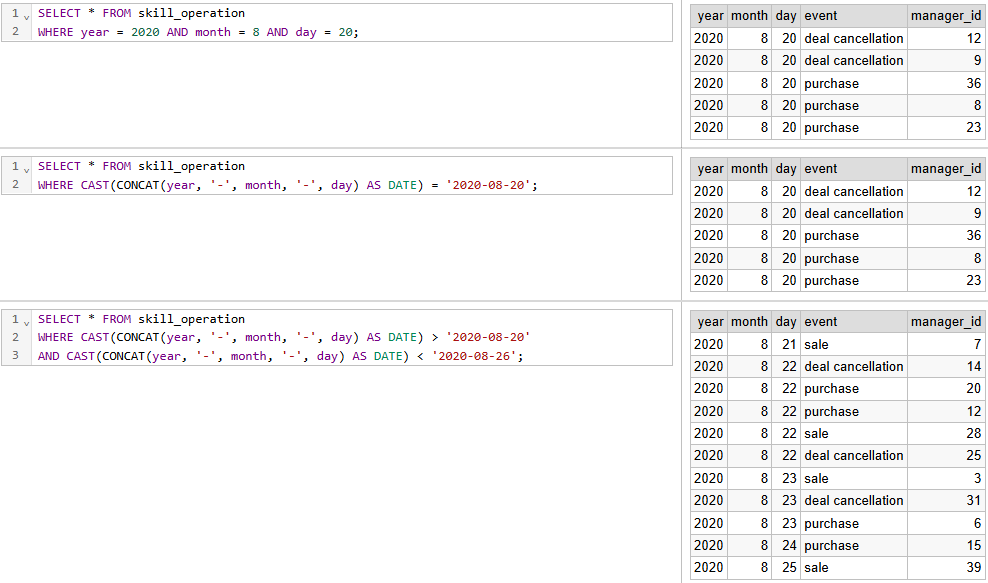 1 SELECT * FROM skill_operation
2 WHERE year = 2020 AND month = 8 AND day = 20;
year month day event manager_id
2020 8 20 deal cancellation 12
2020 8 20 deal cancellation 9
2020 8 20 purchase 36
2020 8 20 purchase 8
2020 8 20 purchase 23
1 SELECT * FROM skill_operation
2 WHERE CAST(CONCAT(year, '-', month, '-', day) AS DATE) = '2020-08-20';
year month day event manager_id
2020 8 20 deal cancellation 12
2020 8 20 deal cancellation 9
2020 8 20 purchase 36
2020 8 20 purchase 8
2020 8 20 purchase 23
1 SELECT * FROM skill_operation
2 WHERE CAST(CONCAT(year, '-', month, '-', day) AS DATE) > '2020-08-20'
3 AND CAST(CONCAT(year, '-', month, '-', day) AS DATE) < '2020-08-26';
year month day event manager_id
2020 8 21 sale 7
2020 8 22 deal cancellation 14
2020 8 22 purchase 20
2020 8 22 purchase 12
2020 8 22 sale 28
2020 8 22 deal cancellation 25
2020 8 23 sale 3
2020 8 23 deal cancellation 31
2020 8 23 purchase 6
2020 8 24 purchase 15
2020 8 25 sale 39